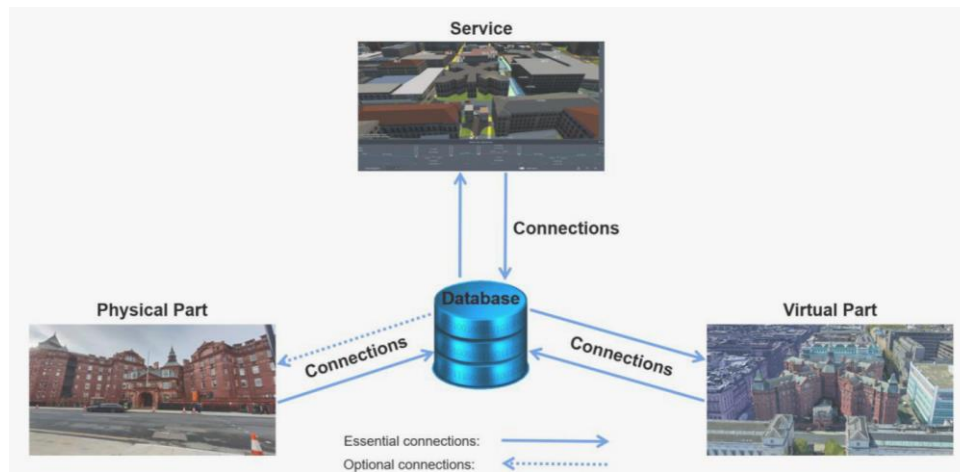 Service
Connections
Database
Physical Part
Virtual Part
Connections
Connections
Essential connections:
Optional connections: